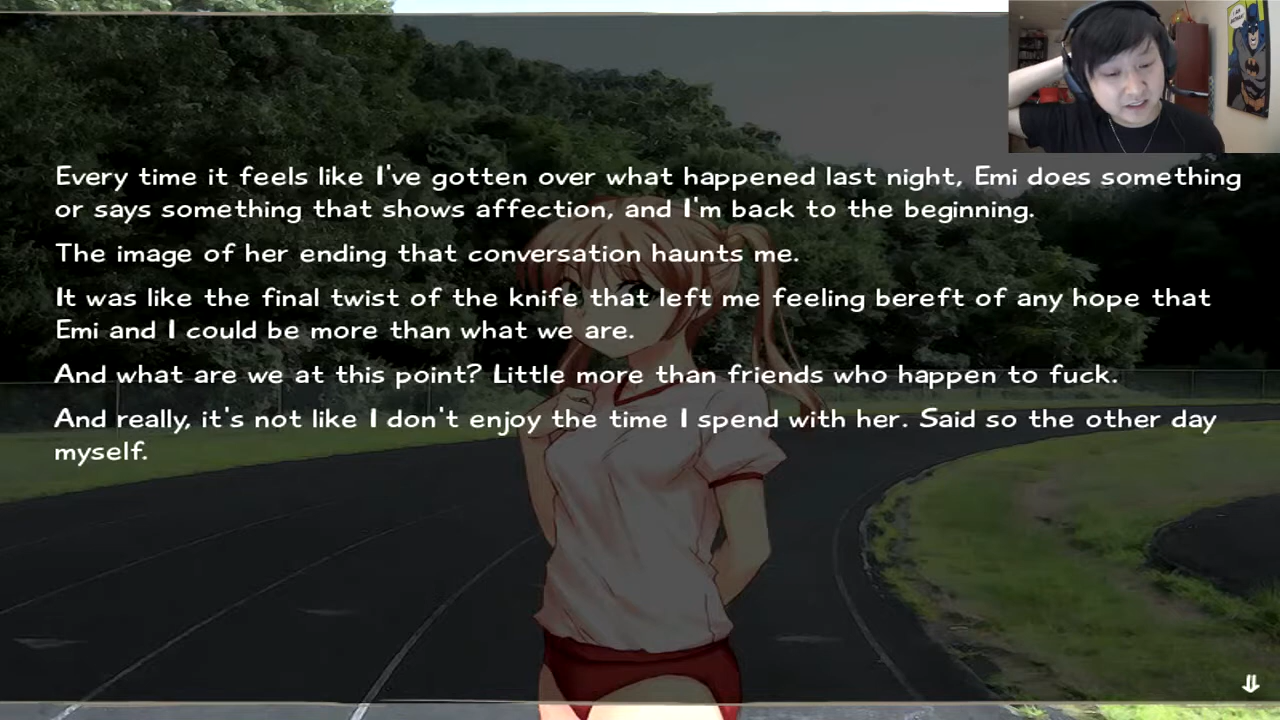 Every time it feels like I've gotten over what happened last night, Emi does something
or says something that shows affection, and I'm back to the beginning.
The image of her ending that conversation haunts me.
It was like the final twist of the knife that left me feeling bereft of any hope that
Emi and I could be more than what we are.
And what are we at this point? Little more than friends who happen to fuck.
And really, it's not like I don't enjoy the time I spend with her. Said so the other day
myself.